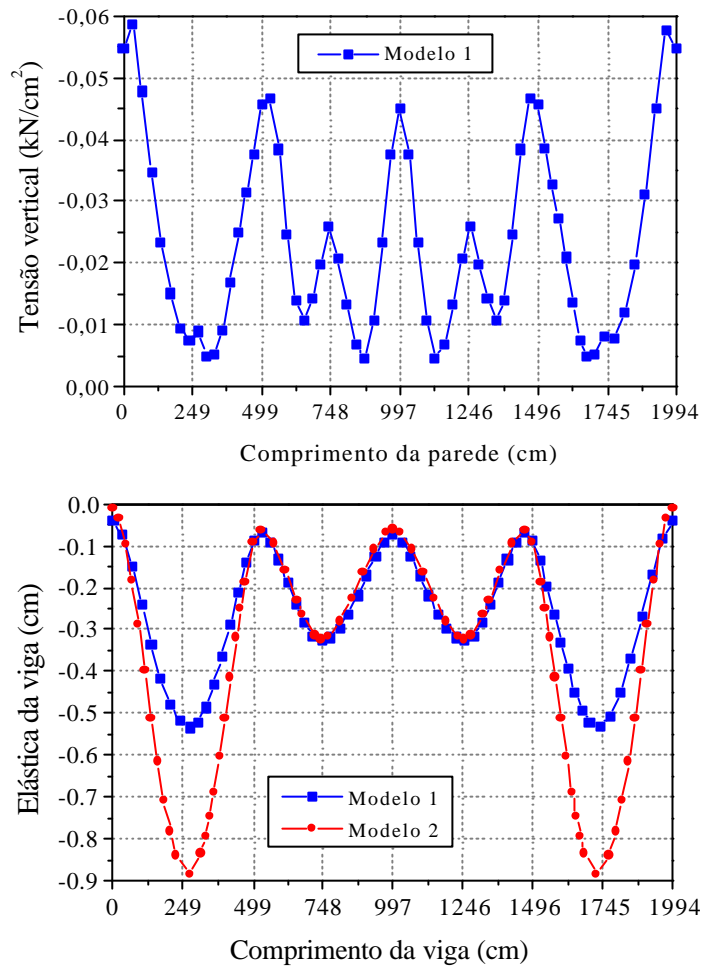 -0,06
-0,05
-0,04
-0,03
-0,02
-0,01
0,00
Tensão vertical (kN/cm²)
Modelo 1
0 249 499 748 997 1246 1496 1745 1994
Comprimento da parede (cm)
0.0
-0.1
-0.2
-0.3
-0.4
-0.5
-0.6
-0.7
-0.8
-0.9
Elástica da viga (cm)
Modelo 1
Modelo 2
0 249 499 748 997 1246 1496 1745 1994
Comprimento da viga (cm)